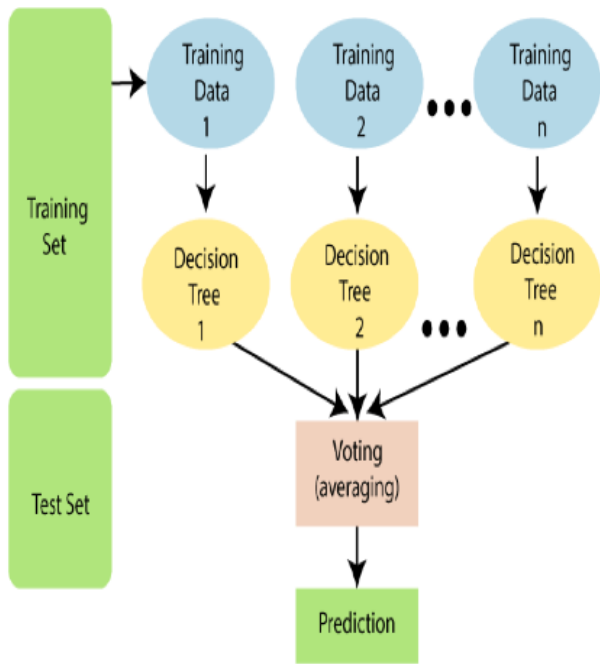 Training
Set
Training
Data
1
Training
Data
2
Training
Data
n
Decision
Tree
1
Decision
Tree
2
Decision
Tree
n
Test Set
Voting
(averaging)
Prediction